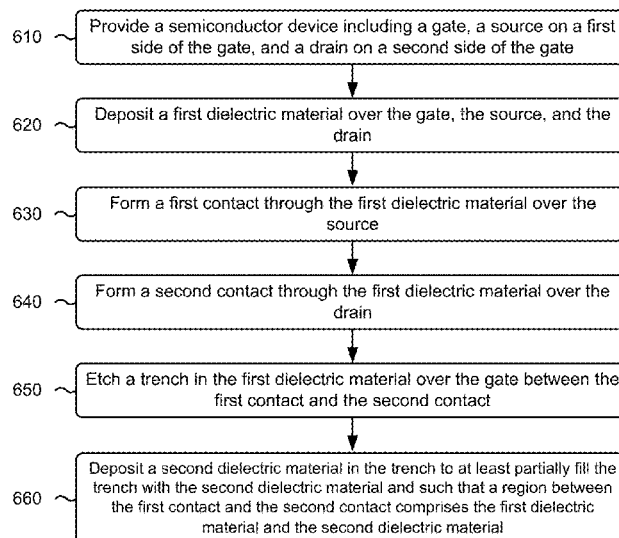 610
Provide a semiconductor device including a gate, a source on a first
side of the gate, and a drain on a second side of the gate
620
Deposit a first dielectric material over the gate, the source, and the
drain
630
Form a first contact through the first dielectric material over the
source
640
Form a second contact through the first dielectric material over the
drain
650
Etch a trench in the first dielectric material over the gate between the
first contact and the second contact
660
Deposit a second dielectric material in the trench to at least partially fill the
trench with the second dielectric material and such that a region between
the first contact and the second contact comprises the first dielectric
material and the second dielectric material